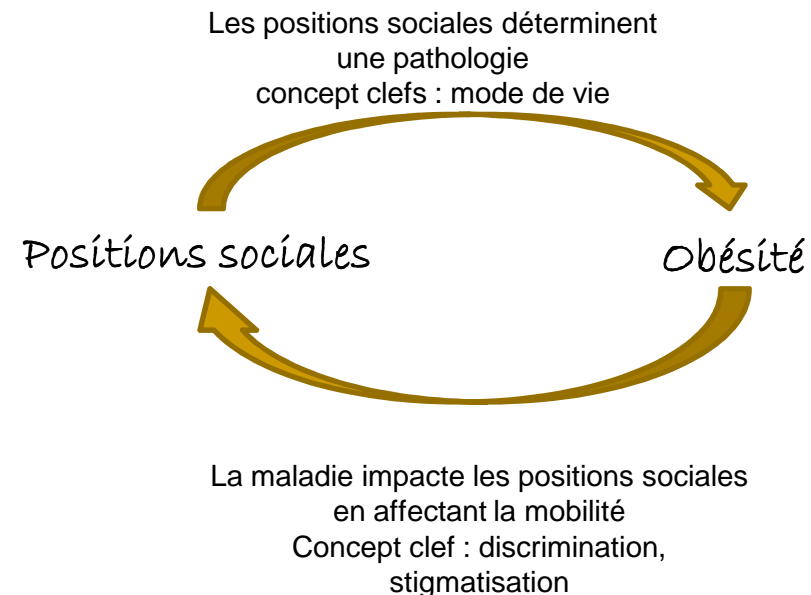 Les positions sociales déterminent
une pathologie
concept clefs : mode de vie
Positions sociales
Obésité
La maladie impacte les positions sociales
en affectant la mobilité
Concept clef : discrimination,
stigmatisation